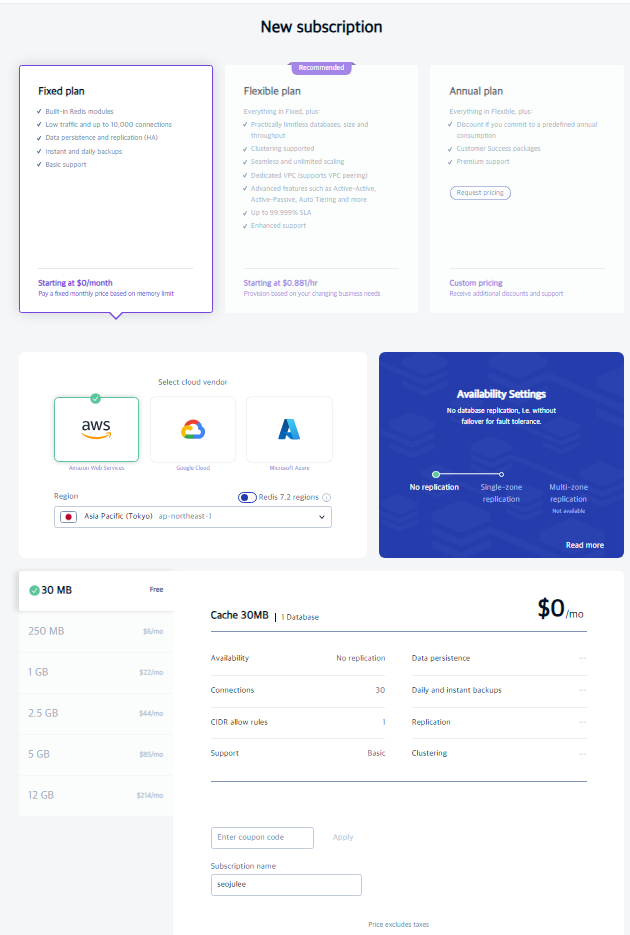 New subscription
Recommended
Fixed plan
Built-in Redis modules
Low traffic and up to 10,000 connections
Data persistence and replication (HA)
Instant and daily backups
Basic support
Starting at $0/month
Pay a fixed monthly price based on memory limit
Flexible plan
Everything in Fixed, plus:
Practically limitless databases, size and
throughput
Clustering supported
Seamless and unlimited scaling
Dedicated VPC (supports VPC peering)
Advanced features such as Active-Active,
Active-Passive, Auto Tiering and more
Up to 99.999% SLA
Enhanced support
Starting at $0.881/hr
Provision based on your changing business needs
Annual plan
Everything in Flexible, plus:
Discount if you commit to a predefined annual
consumption
Customer Success packages
Premium support
Request pricing
Custom pricing
Receive additional discounts and support
Select cloud vendor
aws
Amazon Web Services
Google Cloud
Microsoft Azure
Region
Redis 7.2 regions
Asia Pacific (Tokyo) ap-northeast-1
Availability Settings
No database replication, i.e. without
failover for fault tolerance.
No replication
Single-zone
replication
Multi-zone
replication
Not available
Read more
30 MB Free
250 MB $6/mo
1 GB $22/mo
2.5 GB $44/mo
5 GB $85/mo
12 GB $214/mo
Cache 30MB | 1 Database
$0/mo
Availability No replication
Connections 30
CIDR allow rules 1
Support Basic
Data persistence --
Daily and instant backups --
Replication --
Clustering --
Enter coupon code
Apply
Subscription name
seojulee
Price excludes taxes